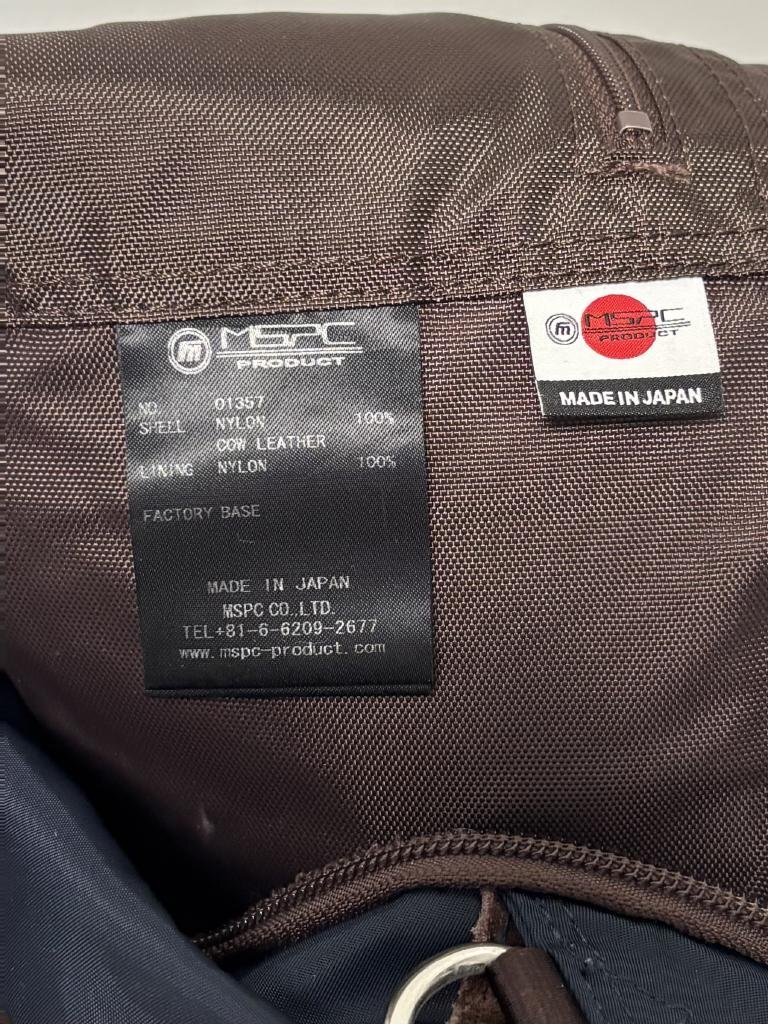 m MSPC
PRODUCT
NO. 01357
SHELL NYLON 100%
COW LEATHER
LINING NYLON 100%
FACTORY BASE
MADE IN JAPAN
MSPC CO.,LTD.
TEL+81-6-6209-2677
www.mspc-product.com
m MSPC
PRODUCT
MADE IN JAPAN